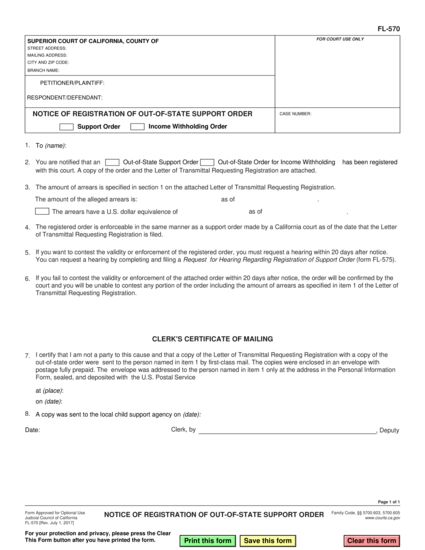 FL-570
SUPERIOR COURT OF CALIFORNIA, COUNTY OF
STREET ADDRESS:
MAILING ADDRESS:
CITY AND ZIP CODE:
BRANCH NAME:
FOR COURT USE ONLY
PETITIONER/PLAINTIFF:
RESPONDENT/DEFENDANT:
NOTICE OF REGISTRATION OF OUT-OF-STATE SUPPORT ORDER
Support Order Income Withholding Order
CASE NUMBER:
1. To (name):
2. You are notified that an Out-of-State Support Order Out-of-State Order for Income Withholding has been registered
with this court. A copy of the order and the Letter of Transmittal Requesting Registration are attached.
3. The amount of arrears is specified in section 1 on the attached Letter of Transmittal Requesting Registration.
The amount of the alleged arrears is: as of .
The arrears have a U.S. dollar equivalence of as of .
4. The registered order is enforceable in the same manner as a support order made by a California court as of the date that the Letter
of Transmittal Requesting Registration is filed.
5. If you want to contest the validity or enforcement of the registered order, you must request a hearing within 20 days after notice.
You can request a hearing by completing and filing a Request for Hearing Regarding Registration of Support Order (form FL-575).
6. If you fail to contest the validity or enforcement of the attached order within 20 days after notice, the order will be confirmed by the
court and you will be unable to contest any portion of the order including the amount of arrears as specified in item 1 of the Letter of
Transmittal Requesting Registration.
CLERK'S CERTIFICATE OF MAILING
7. I certify that I am not a party to this cause and that a copy of the Letter of Transmittal Requesting Registration with a copy of the
out-of-state order were sent to the person named in item 1 by first-class mail. The copies were enclosed in an envelope with
postage fully prepaid. The envelope was addressed to the person named in item 1 only at the address in the Personal Information
Form, sealed, and deposited with the U.S. Postal Service
at (place):
on (date):
8. A copy was sent to the local child support agency on (date):
Date: Clerk, by , Deputy
Page 1 of 1
Form Approved for Optional Use
Judicial Council of California
FL-570 [Rev. July 1, 2017]
NOTICE OF REGISTRATION OF OUT-OF-STATE SUPPORT ORDER
Family Code, §§ 5700.603, 5700.605
www.courts.ca.gov
For your protection and privacy, please press the Clear
This Form button after you have printed the form.
Print this form Save this form Clear this form